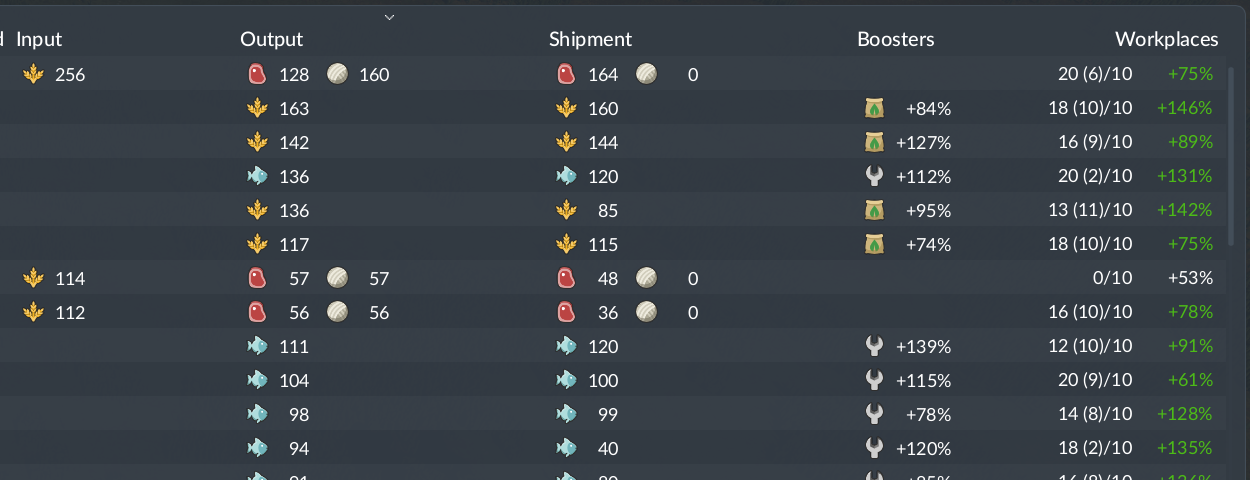 d Input Output Shipment Boosters Workplaces
256 128 160 164 0 20 (6)/10 +75%
163 160 +84% 18 (10)/10 +146%
142 144 +127% 16 (9)/10 +89%
136 120 +112% 20 (2)/10 +131%
136 85 +95% 13 (11)/10 +142%
117 115 +74% 18 (10)/10 +75%
114 57 57 48 0 0/10 +53%
112 56 56 36 0 16 (10)/10 +78%
111 120 +139% 12 (10)/10 +91%
104 100 +115% 20 (9)/10 +61%
98 99 +78% 14 (8)/10 +128%
94 40 +120% 18 (2)/10 +135%